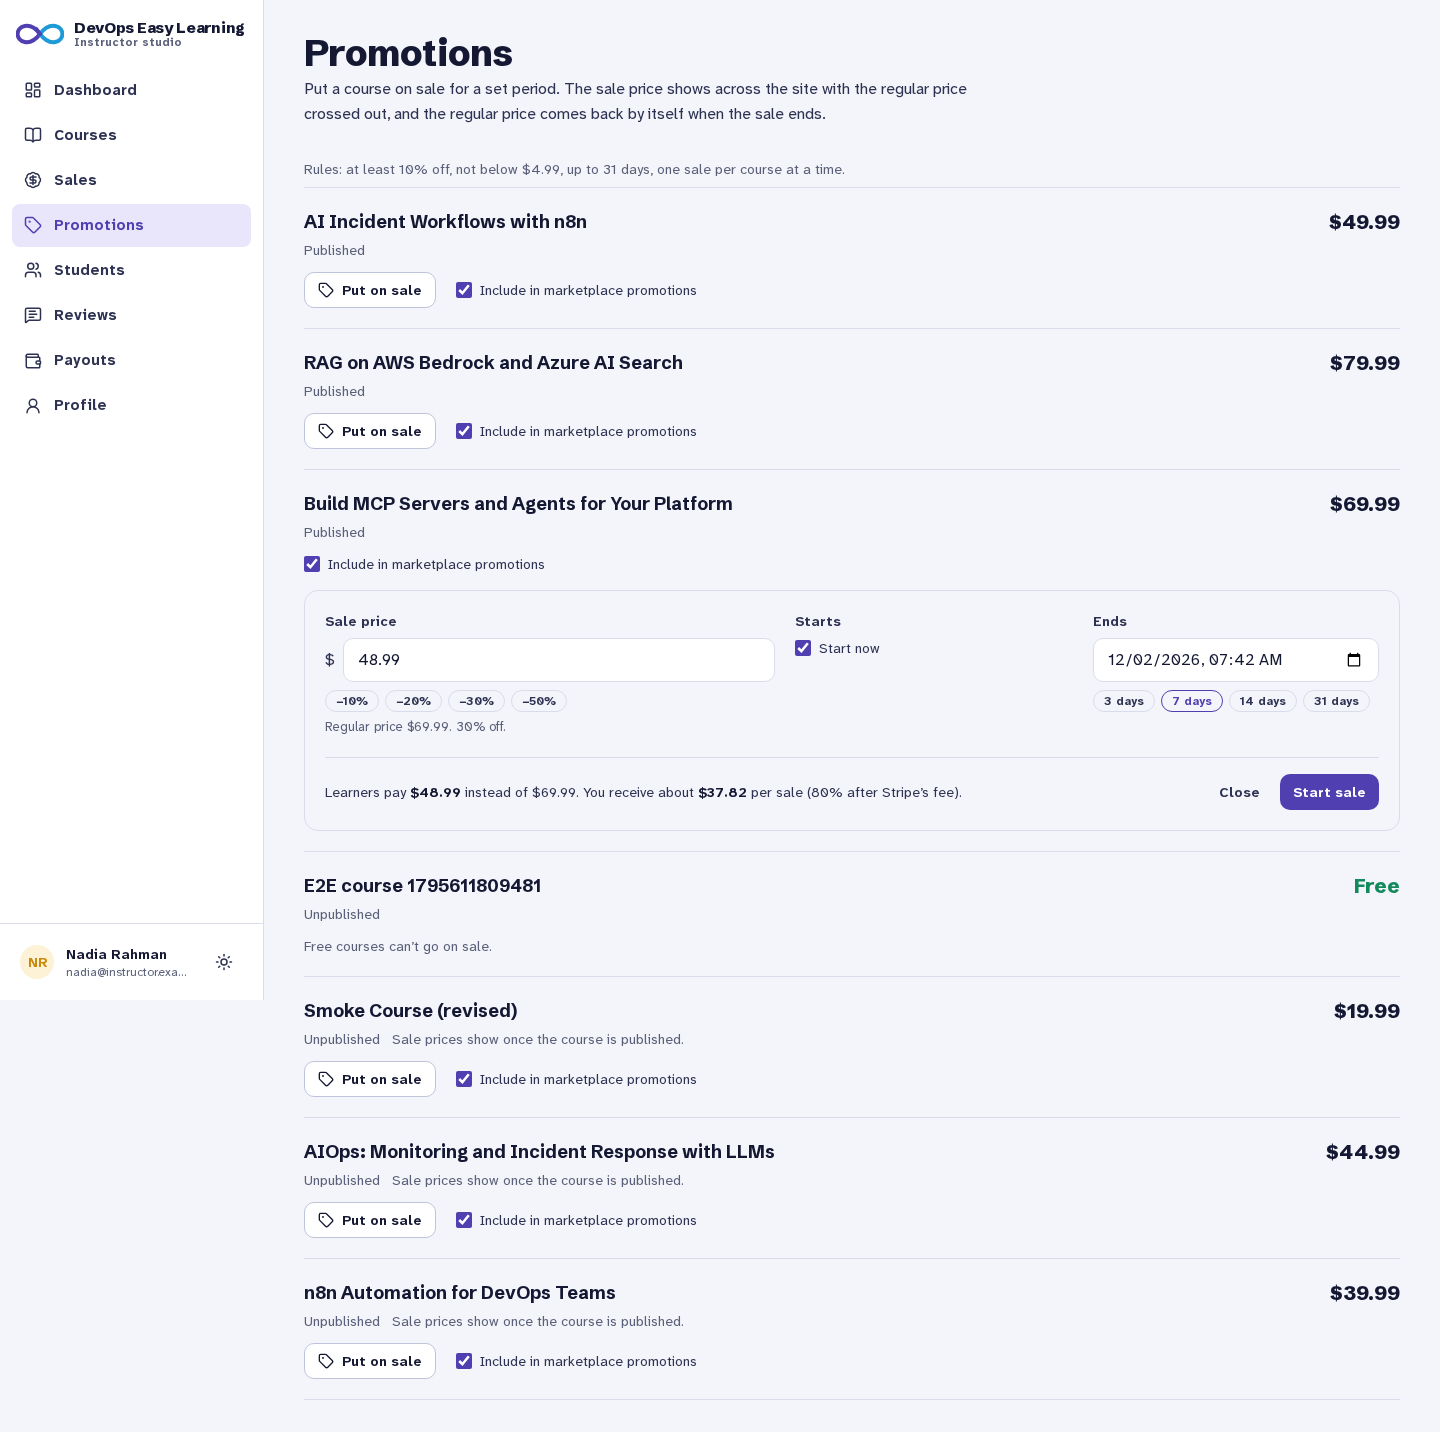 DevOps Easy Learning
Instructor studio
Dashboard
Courses
Sales
Promotions
Students
Reviews
Payouts
Profile
NR
Nadia Rahman
nadia@instructor.exa...
Promotions
Put a course on sale for a set period. The sale price shows across the site with the regular price
crossed out, and the regular price comes back by itself when the sale ends.
Rules: at least 10% off, not below $4.99, up to 31 days, one sale per course at a time.
AI Incident Workflows with n8n
$49.99
Published
Put on sale
Include in marketplace promotions
RAG on AWS Bedrock and Azure AI Search
$79.99
Published
Put on sale
Include in marketplace promotions
Build MCP Servers and Agents for Your Platform
$69.99
Published
Include in marketplace promotions
Sale price
Starts
Ends
$ 48.99
Start now
12/02/2026, 07:42 AM
−10% −20% −30% −50%
3 days 7 days 14 days 31 days
Regular price $69.99. 30% off.
Learners pay $48.99 instead of $69.99. You receive about $37.82 per sale (80% after Stripe's fee).
Close
Start sale
E2E course 1795611809481
Free
Unpublished
Free courses can't go on sale.
Smoke Course (revised)
$19.99
Unpublished Sale prices show once the course is published.
Put on sale
Include in marketplace promotions
AIOps: Monitoring and Incident Response with LLMs
$44.99
Unpublished Sale prices show once the course is published.
Put on sale
Include in marketplace promotions
n8n Automation for DevOps Teams
$39.99
Unpublished Sale prices show once the course is published.
Put on sale
Include in marketplace promotions